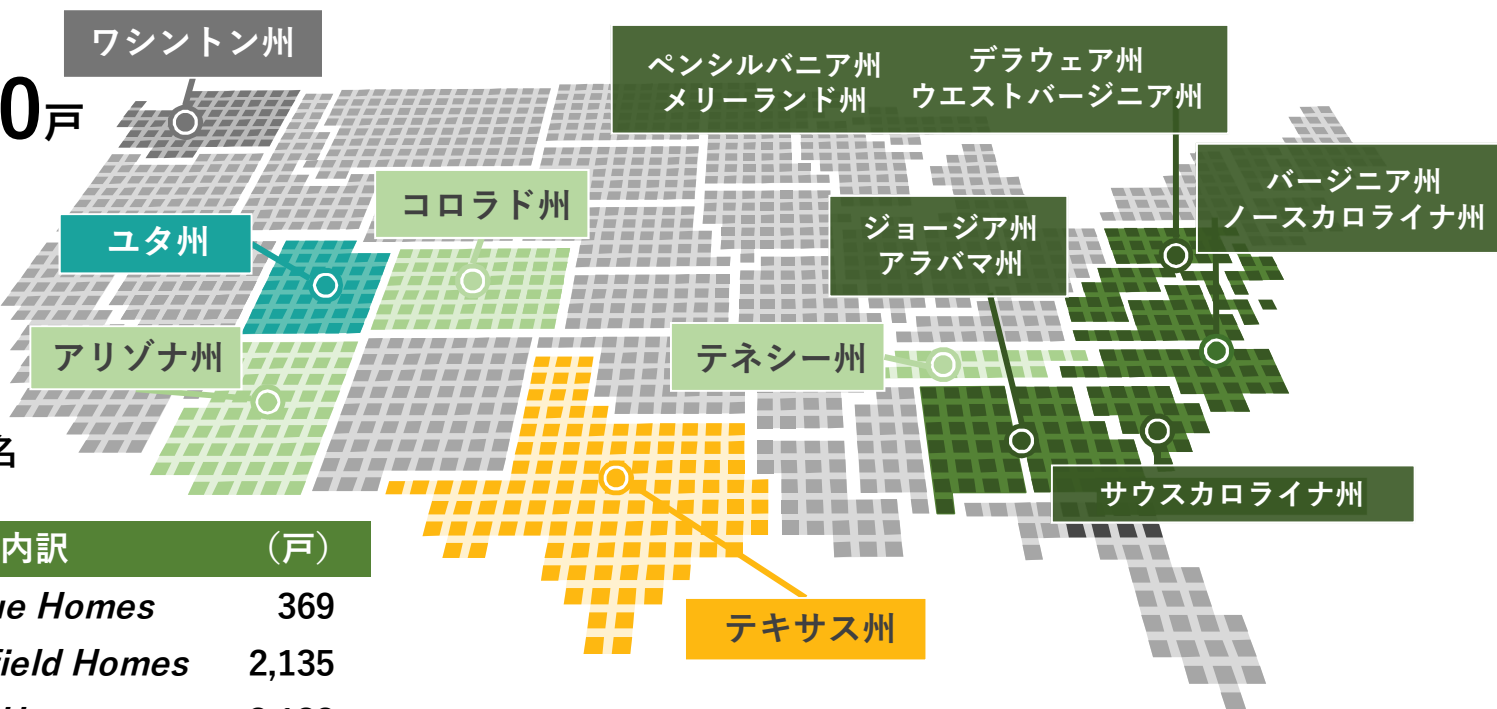 ワシントン州
ペンシルバニア州 デラウェア州
メリーランド州 ウエストバージニア州
0戸
バージニア州
ノースカロライナ州
コロラド州
ジョージア州
アラバマ州
ユタ州
アリゾナ州
テネシー州
名
サウスカロライナ州
内訳 (戸)
ue Homes 369
field Homes 2,135
テキサス州